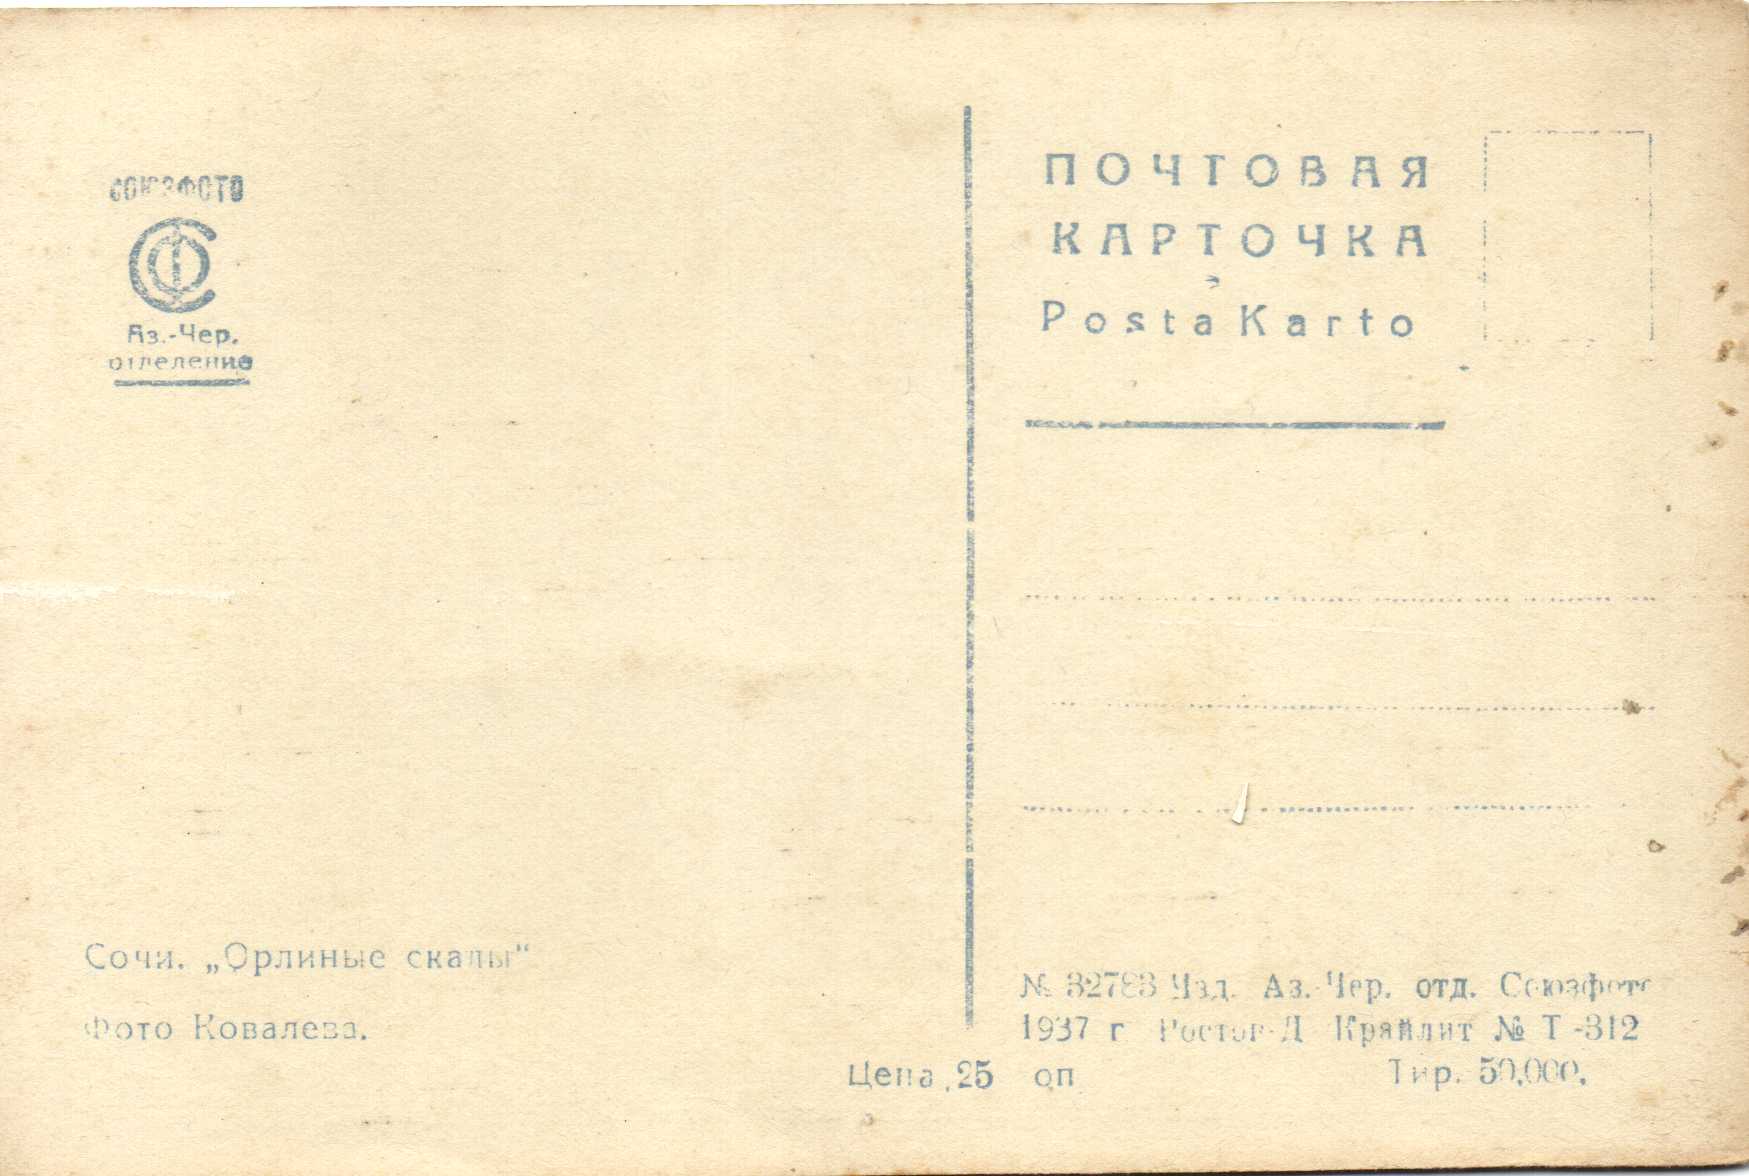 СОЮЗФОТО
СФ
Аз.-Чер.
отделение
ПОЧТОВАЯ
КАРТОЧКА
Posta Karto
Сочи. „Орлиные скалы“
Фото Ковалева.
№ 32783 Изд. Аз.-Чер. отд. Союзфото
1937 г Ростов-Д Крайлит № Т-312
Цена 25 оп
Тир. 50.000.